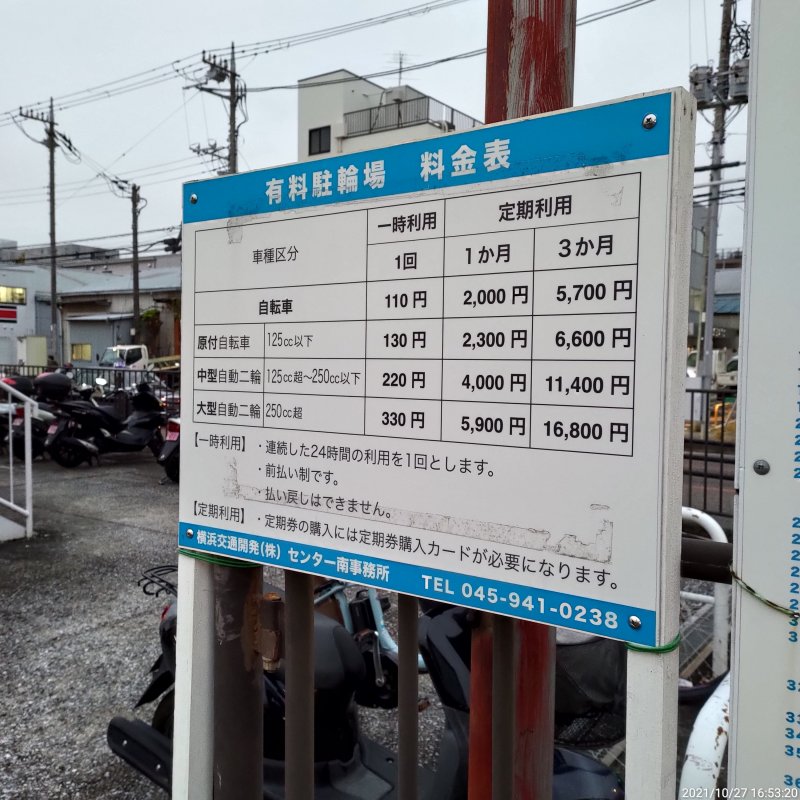 有料駐輪場 料金表
車種区分 一時利用 定期利用
1回 1か月 3か月
自転車 110円 2,000円 5,700円
原付自転車 125cc以下 130円 2,300円 6,600円
中型自動二輪 125cc超~250cc以下 220円 4,000円 11,400円
大型自動二輪 250cc超 330円 5,900円 16,800円
【一時利用】・連続した24時間の利用を1回とします。
・前払い制です。
・払い戻しはできません。
【定期利用】・定期券の購入には定期券購入カードが必要になります。
横浜交通開発(株) センター南事務所 TEL 045-941-0238
2021/10/27 16:53:20